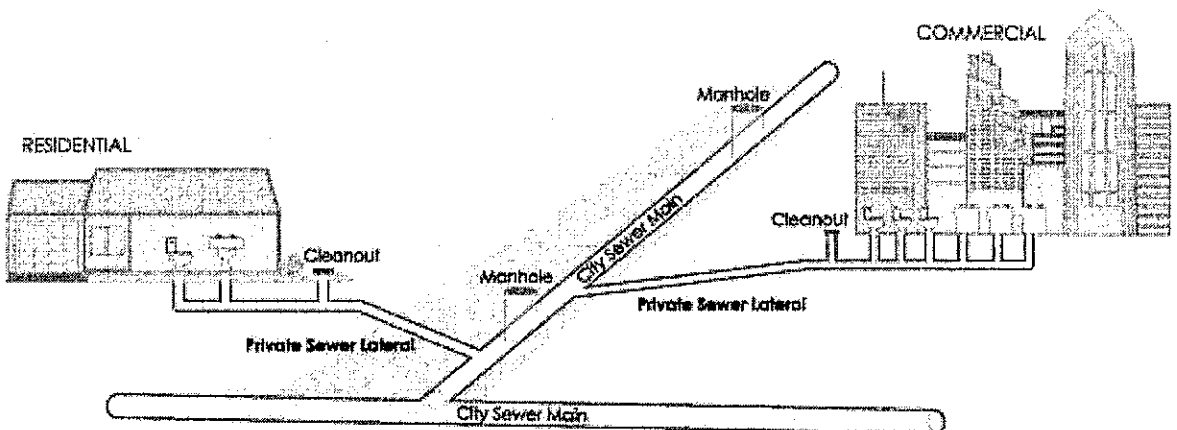 COMMERCIAL
Manhole
RESIDENTIAL
City Sewer Main
Cleanout
Cleanout
Manhole
Private Sewer Lateral
Private Sewer Lateral
City Sewer Main